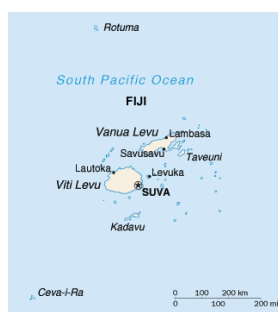 Rotuma
South Pacific Ocean
FIJI
Vanua Levu
Lambasa
Savusavu
Taveuni
Lautoka
Levuka
Viti Levu
SUVA
Kadavu
Ceva-i-Ra
0 100 200 km
0 100 200 mi